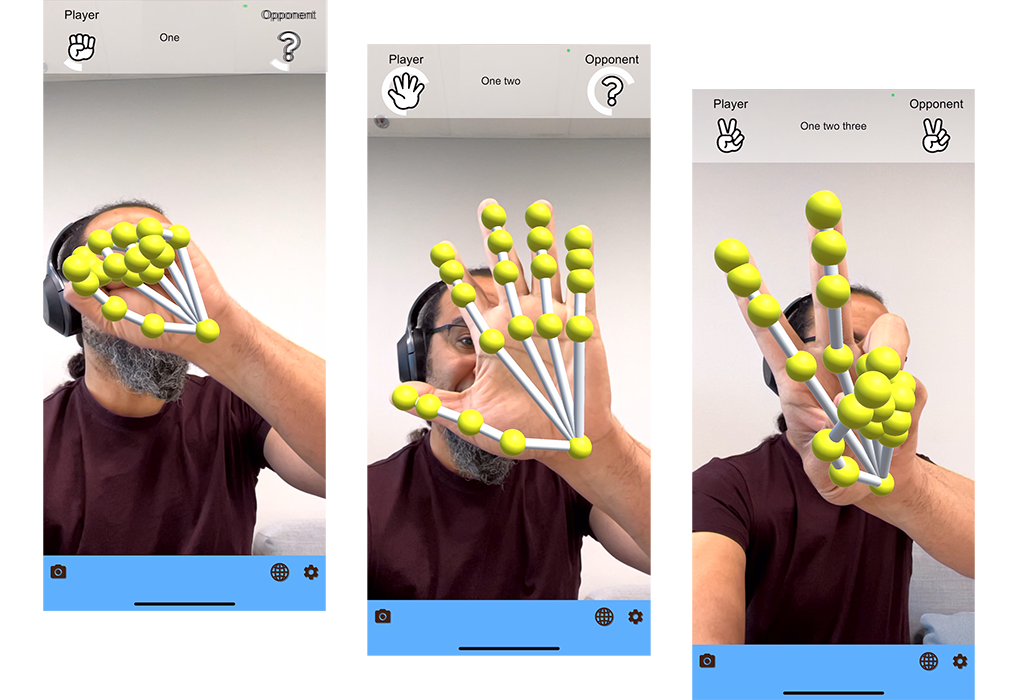 Player
Opponent
One
Player
Opponent
One two
Player
Opponent
One two three